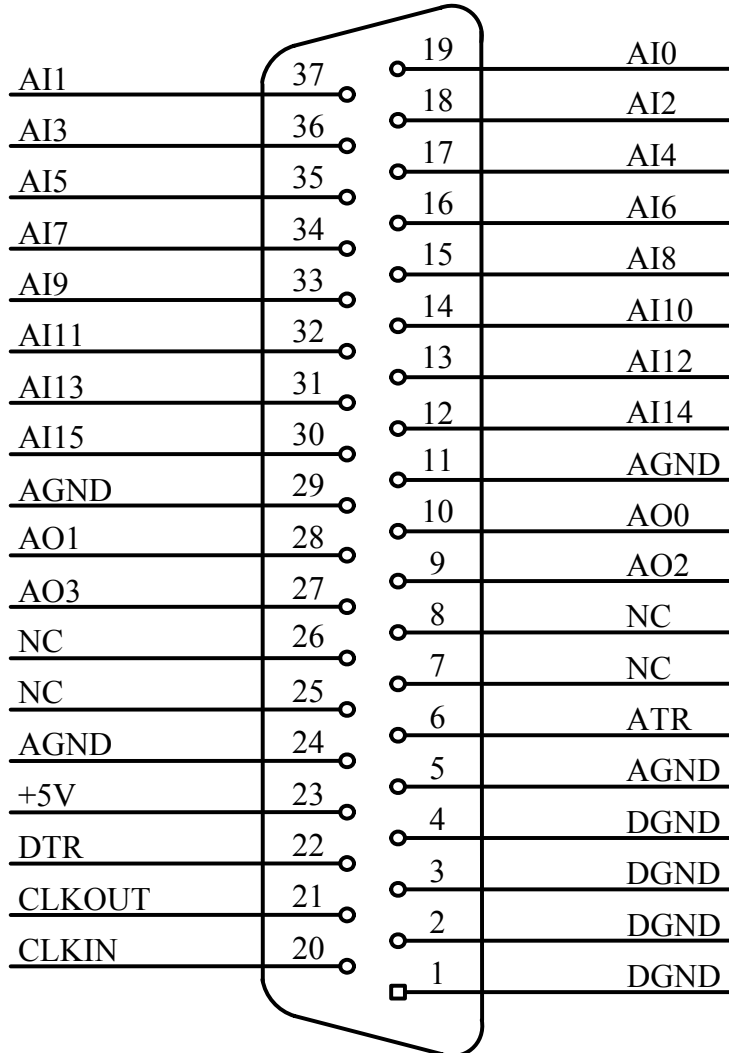 19 AI0
AI1 37
18 AI2
AI3 36
17 AI4
AI5 35
16 AI6
AI7 34
15 AI8
AI9 33
14 AI10
AI11 32
13 AI12
AI13 31
12 AI14
AI15 30
11 AGND
AGND 29
10 AO0
AO1 28
9 AO2
AO3 27
8 NC
NC 26
7 NC
NC 25
6 ATR
AGND 24
5 AGND
+5V 23
4 DGND
DTR 22
3 DGND
CLKOUT 21
2 DGND
CLKIN 20
1 DGND